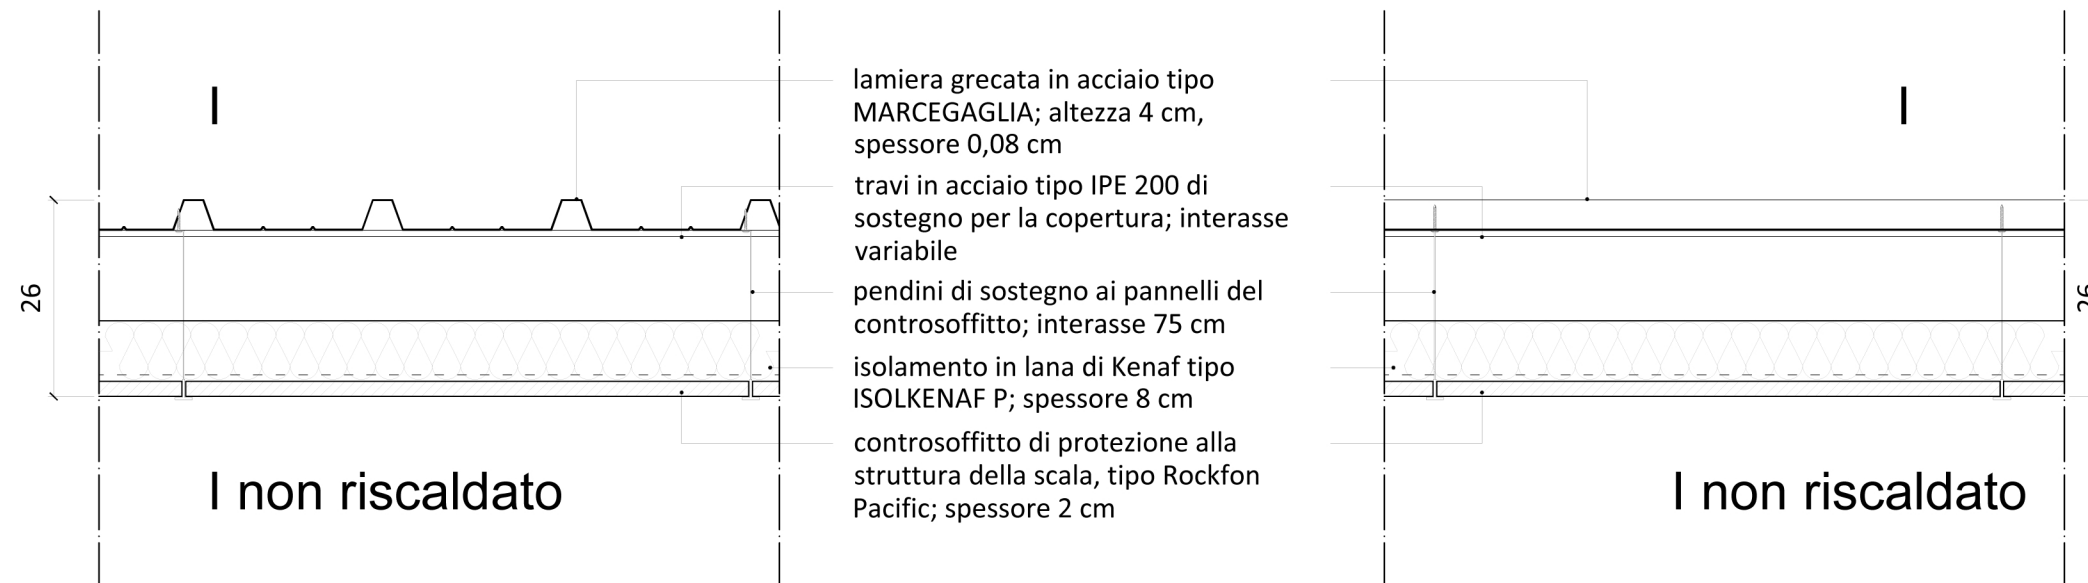 I
I
lamiera grecata in acciaio tipo
MARCEGAGLIA; altezza 4 cm,
spessore 0,08 cm
travi in acciaio tipo IPE 200 di
sostegno per la copertura; interasse
variabile
26
26
pendini di sostegno ai pannelli del
controsoffitto; interasse 75 cm
isolamento in lana di Kenaf tipo
ISOLKENAF P; spessore 8 cm
controsoffitto di protezione alla
struttura della scala, tipo Rockfon
Pacific; spessore 2 cm
I non riscaldato
I non riscaldato